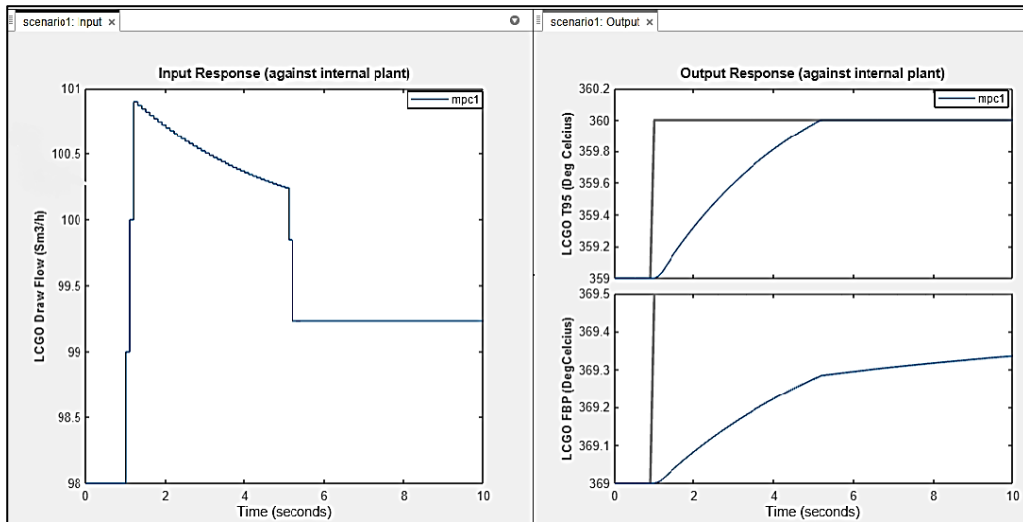 scenario1: Input ×
Input Response (against internal plant)
mpc1
LCGO Draw Flow (Sm3/h)
101
100.5
100
99.5
99
98.5
98
0 2 4 6 8 10
Time (seconds)
scenario1: Output ×
Output Response (against internal plant)
mpc1
LCGO T95 (Deg Celcius)
360.2
360
359.8
359.6
359.4
359.2
359
LCGO FBP (DegCelcius)
369.5
369.4
369.3
369.2
369.1
369
0 2 4 6 8 10
Time (seconds)